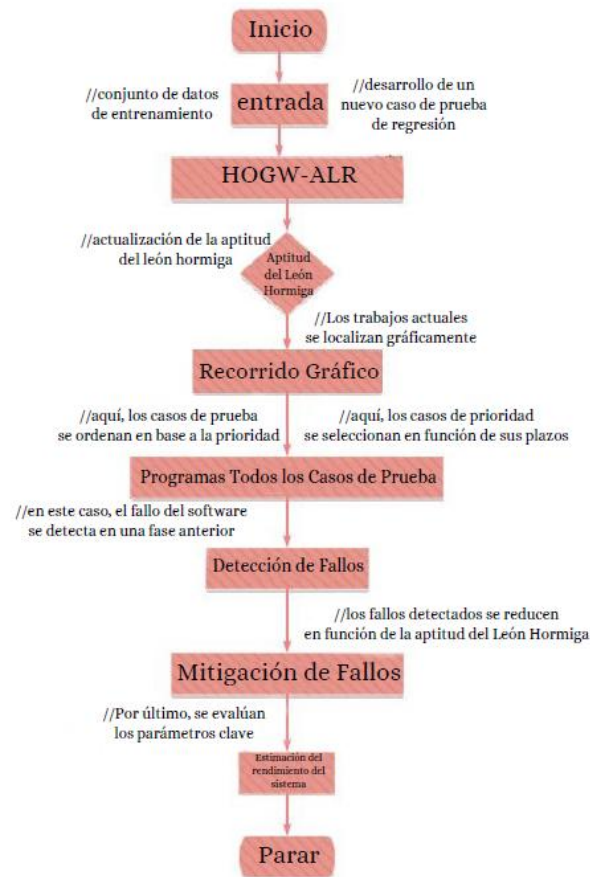 Inicio
//conjunto de datos
de entrenamiento
entrada
//desarrollo de un
nuevo caso de prueba
de regresión
HOGW-ALR
//actualización de la aptitud
del león hormiga
Aptitud
del León
Hormiga
//Los trabajos actuales
se localizan gráficamente
Recorrido Gráfico
//aquí, los casos de prueba
se ordenan en base a la prioridad
//aquí, los casos de prioridad
se seleccionan en función de sus plazos
Programas Todos los Casos de Prueba
//en este caso, el fallo del software
se detecta en una fase anterior
Detección de Fallos
//los fallos detectados se reducen
en función de la aptitud del León Hormiga
Mitigación de Fallos
//Por último, se evalúan
los parámetros clave
Estimación del
rendimiento del
sístema
Parar